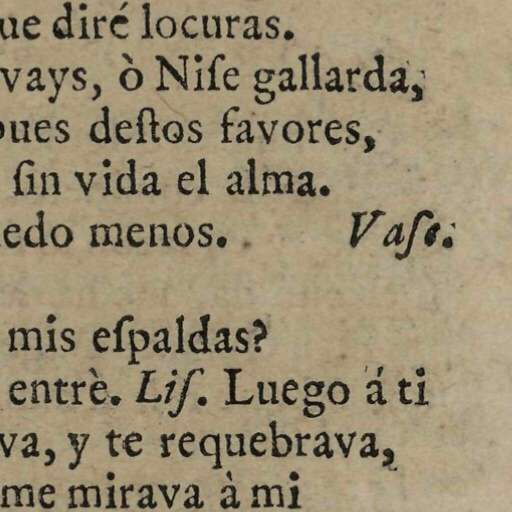 ue diré locuras.
vays, ò Niſe gallarda,
pues deſtos favores,
ſin vida el alma.
edo menos. Vaſe.
mis eſpaldas?
entrè. Liſ. Luego á ti
va, y te requebrava,
me mirava à mi